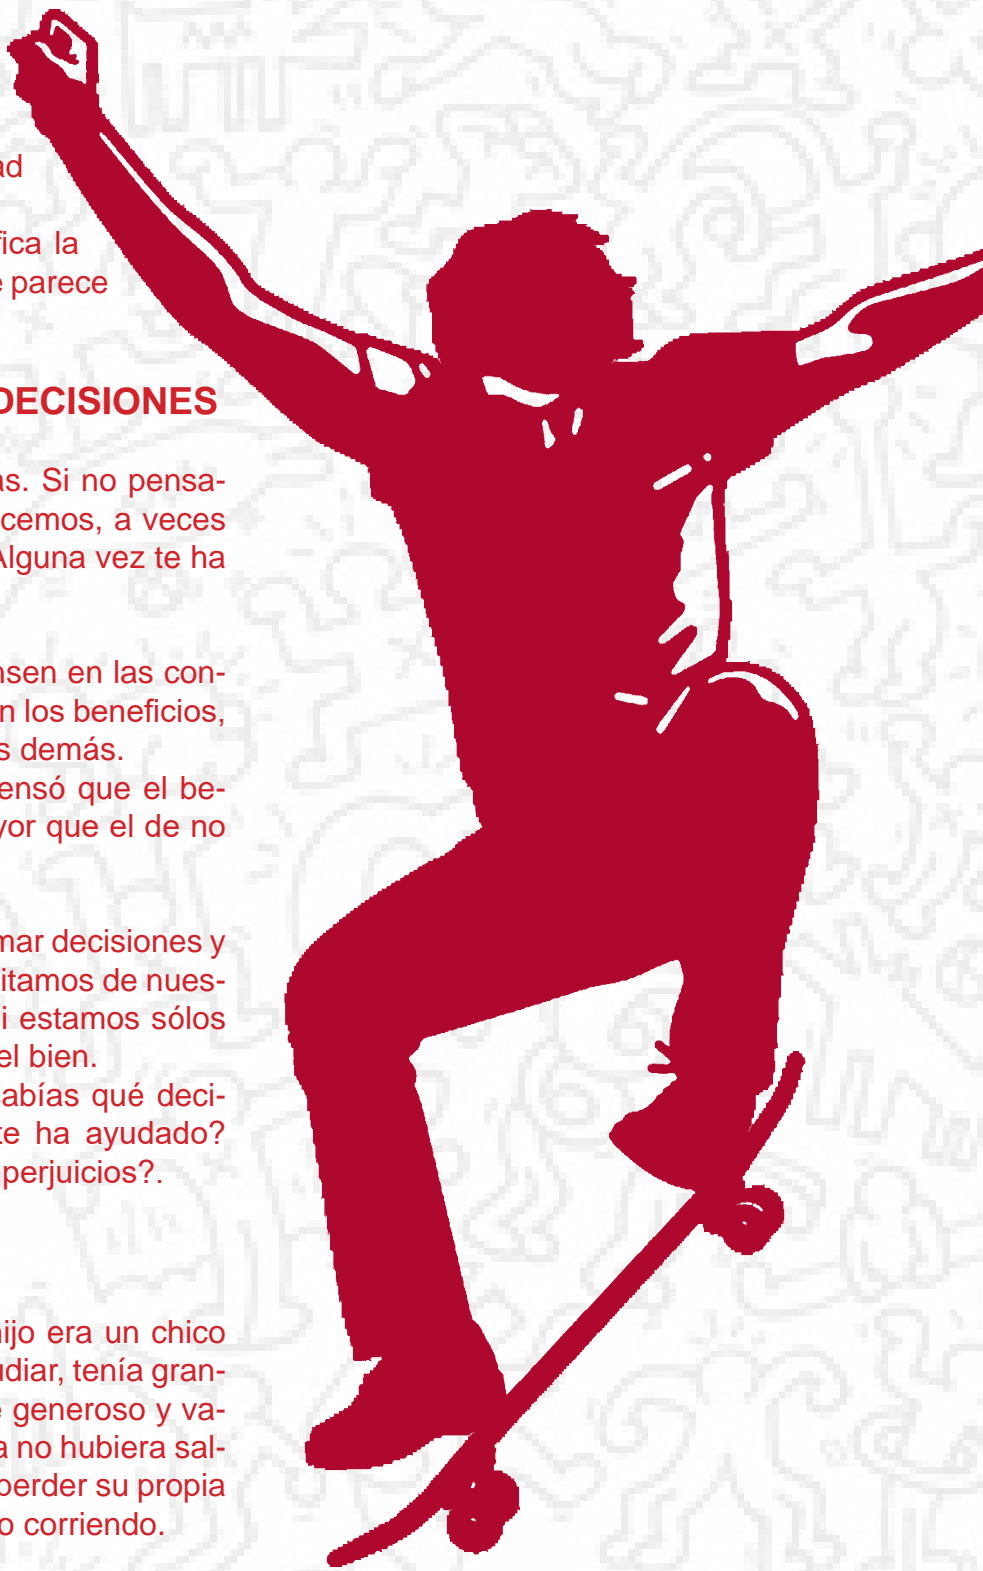 ad
fica la
e parece
DECISIONES
as. Si no pensa-
cemos, a veces
Alguna vez te ha
nsen en las con-
n los beneficios,
s demás.
ensó que el be-
yor que el de no
mar decisiones y
itamos de nues-
i estamos sólos
el bien.
sabías qué deci-
te ha ayudado?
perjuicios?.
hijo era un chico
udiar, tenía gran-
e generoso y va-
a no hubiera sal-
perder su propia
o corriendo.